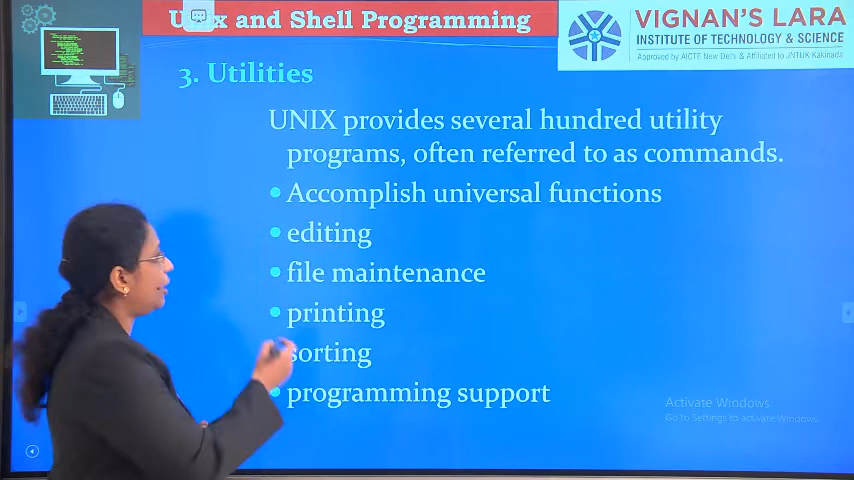 Unix and Shell Programming
VIGNAN'S LARA
INSTITUTE OF TECHNOLOGY & SCIENCE
Approved by AICTE New Delhi & Affiliated to JNTUK Kakinada
3. Utilities
UNIX provides several hundred utility
programs, often referred to as commands.
• Accomplish universal functions
• editing
• file maintenance
• printing
sorting
• programming support
Activate Windows
Go to Settings to activate Windows.